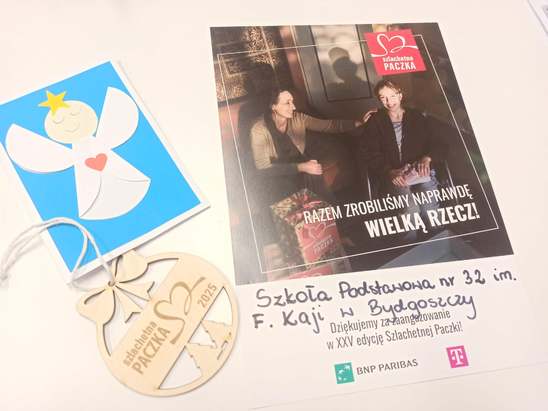 szlachetna
PACZKA
RAZEM ZROBILIŚMY NAPRAWDĘ
WIELKĄ RZECZ!
Szkoła Podstawowa nr 32 im.
F. Kaji w Bydgoszczy
Dziękujemy za zaangażowanie
w XXV edycję Szlachetnej Paczki!
BNP PARIBAS
T
szlachetna
PACZKA
2025